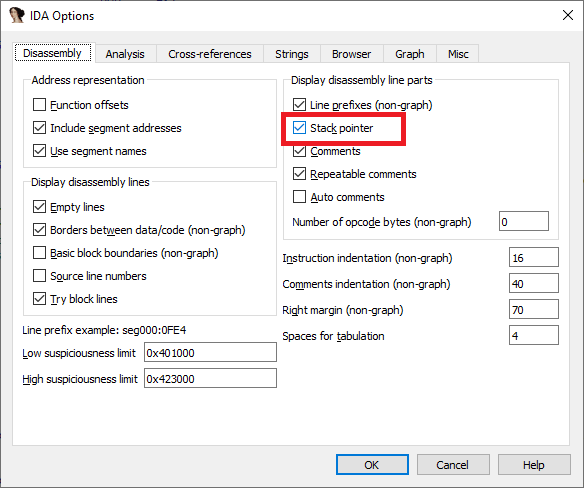 IDA Options
Disassembly Analysis Cross-references Strings Browser Graph Misc
Address representation
Function offsets
Include segment addresses
Use segment names
Display disassembly lines
Empty lines
Borders between data/code (non-graph)
Basic block boundaries (non-graph)
Source line numbers
Try block lines
Line prefix example: seg000:0FE4
Low suspiciousness limit 0x401000
High suspiciousness limit 0x423000
Display disassembly line parts
Line prefixes (non-graph)
Stack pointer
Comments
Repeatable comments
Auto comments
Number of opcode bytes (non-graph) 0
Instruction indentation (non-graph) 16
Comments indentation (non-graph) 40
Right margin (non-graph) 70
Spaces for tabulation 4
OK Cancel Help